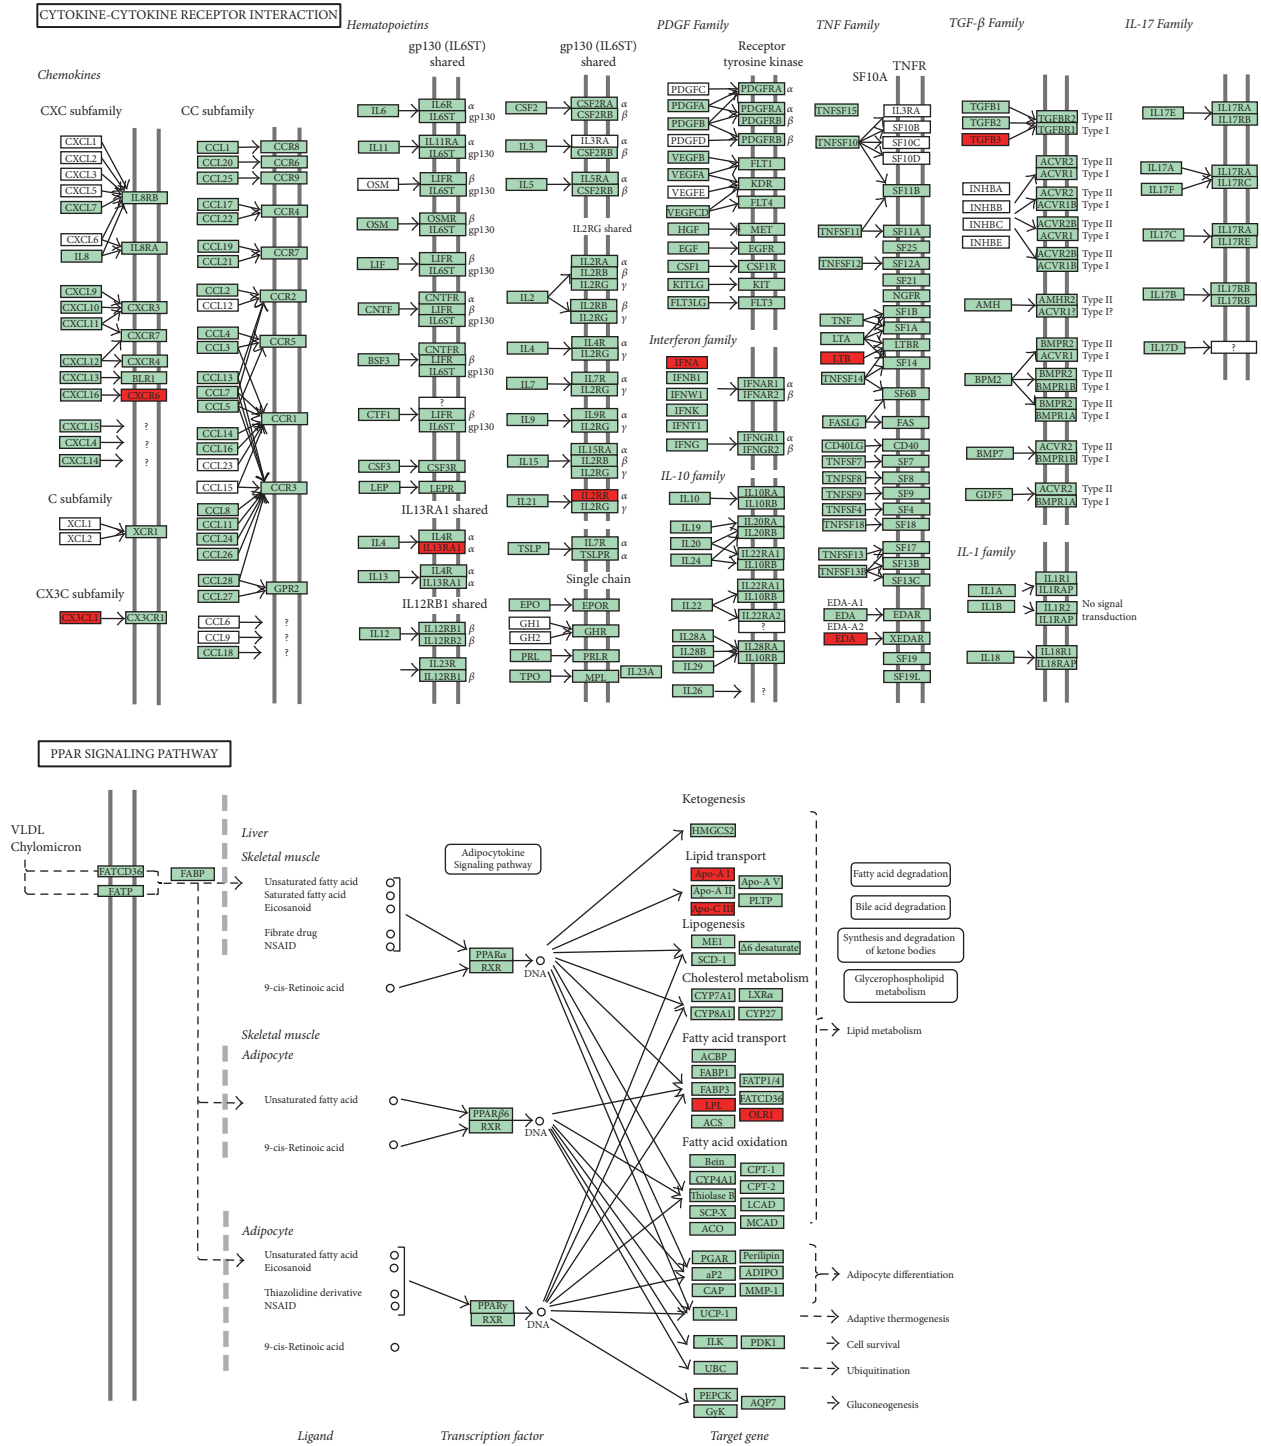 CYTOKINE-CYTOKINE RECEPTOR INTERACTION
Chemokines
CXC subfamily
CXCL1
CXCL2
CXCL3
CXCL5
CXCL7
IL8RB
CXCL6
IL8
IL8RA
CXCL9
CXCL10
CXCL11
CXCR3
CXCR7
CXCL12
CXCR4
CXCL13
BLR1
CXCL16
CXCR6
CXCL15
?
CXCL4
?
CXCL14
?
C subfamily
XCL1
XCL2
XCR1
CX3C subfamily
CX3CL1
CX3CR1
CC subfamily
CCL1
CCR8
CCL20
CCR6
CCL25
CCR9
CCL17
CCL22
CCR4
CCL19
CCL21
CCR7
CCL2
CCL12
CCR2
CCL4
CCL3
CCR5
CCL13
CCL7
CCL5
CCR1
CCL14
CCL16
CCL23
CCL15
CCR3
CCL8
CCL11
CCL24
CCL26
CCL28
CCL27
GPR2
CCL6
?
CCL9
?
CCL18
?
Hematopoietins
gp130 (IL6ST)
shared
IL6
IL6R α
IL6ST gp130
IL11
IL11RA α
IL6ST gp130
OSM
LIFR β
IL6ST gp130
OSM
OSMR β
IL6ST gp130
LIF
LIFR β
IL6ST gp130
CNTF
CNTFR α
LIFR β
IL6ST gp130
BSF3
CNTFR
LIFR β
IL6ST gp130
CTF1
?
LIFR β
IL6ST gp130
CSF3
CSF3R
LEP
LEPR
IL13RA1 shared
IL4
IL4R α
IL13RA1 α
IL13
IL4R
IL13RA1 α
IL12RB1 shared
IL12
IL12RB1 β
IL12RB2 β
IL23R
IL12RB1 β
gp130 (IL6ST)
shared
CSF2
CSF2RA α
CSF2RB β
IL3
IL3RA α
CSF2RB β
IL5
IL5RA α
CSF2RB β
IL2RG shared
IL2
IL2RA α
IL2RB β
IL2RG γ
IL2RB β
IL2RG γ
IL4
IL4R α
IL2RG γ
IL7
IL7R α
IL2RG γ
IL9
IL9R α
IL2RG γ
IL15
IL15RA α
IL2RB β
IL2RG γ
IL21
IL2RR α
IL2RG γ
TSLP
IL7R α
TSLPR α
Single chain
EPO
EPOR
GH1
GH2
GHR
PRL
PRLR
TPO
MPL
IL23A
PDGF Family
Receptor
tyrosine kinase
PDGFC
PDGFRA α
PDGFA
PDGFRA α
PDGFB
PDGFRB β
PDGFD
PDGFRB β
VEGFB
FLT1
VEGFA
KDR
VEGFE
FLT4
VEGFCD
HGF
MET
EGF
EGFR
CSF1
CSF1R
KITLG
KIT
FLT3LG
FLT3
Interferon family
IFNA
IFNB1
IFNW1
IFNK
IFNT1
IFNAR1 α
IFNAR2 β
IFNG
IFNGR1 α
IFNGR2 β
IL-10 family
IL10
IL10RA
IL10RB
IL19
IL20
IL24
IL20RA
IL20RB
IL22RA1
IL10RB
IL22
IL22RA1
IL10RB
IL22RA2
?
IL28A
IL28B
IL29
IL28RA
IL10RB
IL26
?
TNF Family
TNFR
SF10A
TNFSF15
IL3RA
TNFSF10
SF10B
SF10C
SF10D
SF11B
TNFSF11
SF11A
SF25
TNFSF12
SF12A
SF21
NGFR
TNF
SF1B
SF1A
LTA
LTBR
LTB
SF14
TNFSF14
SF6B
FASLG
FAS
CD40LG
CD40
TNFSF7
SF7
TNFSF8
SF8
TNFSF9
SF9
TNFSF4
SF4
TNFSF18
SF18
TNFSF13
SF17
TNFSF13B
SF13B
SF13C
EDA-A1
EDA
EDAR
EDA-A2
EDA
XEDAR
SF19
SF19L
TGF-β Family
TGFB1
TGFB2
TGFB3
TGFBR2 Type II
TGFBR1 Type I
INHBA
INHBB
INHBC
INHBE
ACVR2 Type II
ACVR1 Type I
ACVR2 Type II
ACVR1B Type I
ACVR2B Type II
ACVR1 Type I
ACVR2B Type II
ACVR1B Type I
AMH
AMHR2 Type II
ACVR1? Type I?
BPM2
BMPR2 Type II
ACVR1 Type I
BMPR2 Type II
BMPR1B Type I
BMPR2 Type II
BMPR1A Type I
BMP7
ACVR2 Type II
BMPR1B Type I
GDF5
ACVR2 Type II
BMPR1A Type I
IL-1 family
IL1A
IL1R1
IL1RAP
IL1B
IL1R2
IL1RAP
No signal
transduction
IL18
IL18R1
IL18RAP
IL-17 Family
IL17E
IL17RA
IL17RB
IL17A
IL17F
IL17RA
IL17RC
IL17C
IL17RA
IL17RE
IL17B
IL17RB
IL17RB
IL17D
?
PPAR SIGNALING PATHWAY
VLDL
Chylomicron
FATCD36
FATP
FABP
Liver
Skeletal muscle
Unsaturated fatty acid
Saturated fatty acid
Eicosanoid
Fibrate drug
NSAID
9-cis-Retinoic acid
Adipocytokine
Signaling pathway
PPARα
RXR
DNA
Skeletal muscle
Adipocyte
Unsaturated fatty acid
9-cis-Retinoic acid
PPARβ6
RXR
DNA
Adipocyte
Unsaturated fatty acid
Eicosanoid
Thiazolidine derivative
NSAID
9-cis-Retinoic acid
PPARγ
RXR
DNA
Ketogenesis
HMGCS2
Lipid transport
Apo-A I
Apo-A II
Apo-C III
Apo-A V
PLTP
Lipogenesis
ME1
SCD-1
Δ6 desaturate
Cholesterol metabolism
CYP7A1
LXRα
CYP8A1
CYP27
Fatty acid transport
ACBP
FABP1
FABP3
LPL
ACS
FATP1/4
FATCD36
OLR1
Fatty acid oxidation
Bein
CYP4A1
Thiolase B
SCP-X
ACO
CPT-1
CPT-2
LCAD
MCAD
PGAR
Perilipin
aP2
ADIPO
CAP
MMP-1
UCP-1
ILK
PDK1
UBC
PEPCK
GyK
AQP7
Fatty acid degradation
Bile acid degradation
Synthesis and degradation
of ketone bodies
Glycerophospholipid
metabolism
Lipid metabolism
Adipocyte differentiation
Adaptive thermogenesis
Cell survival
Ubiquitination
Gluconeogenesis
Ligand
Transcription factor
Target gene